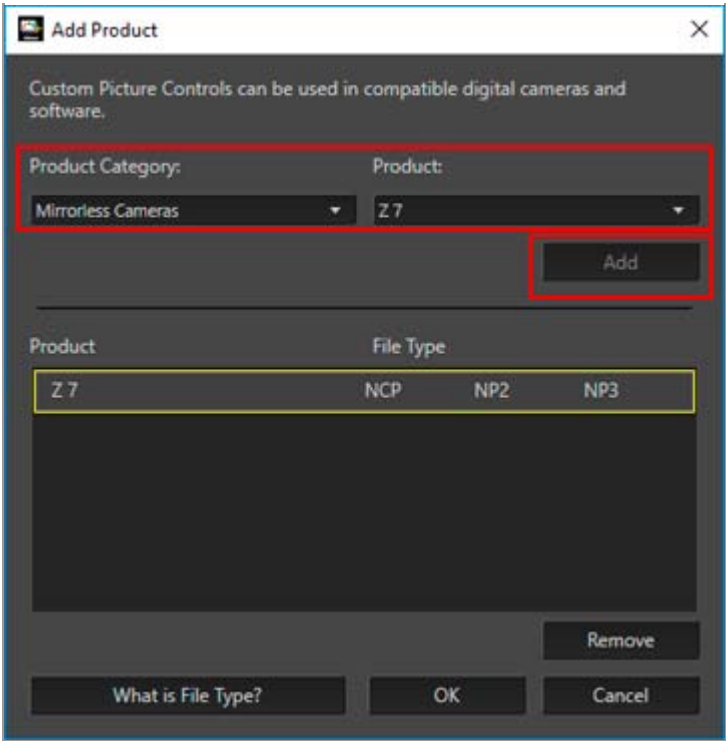 Add Product
Custom Picture Controls can be used in compatible digital cameras and
software.
Product Category: Product:
Mirrorless Cameras Z 7
Add
Product File Type
Z 7 NCP NP2 NP3
Remove
What is File Type? OK Cancel